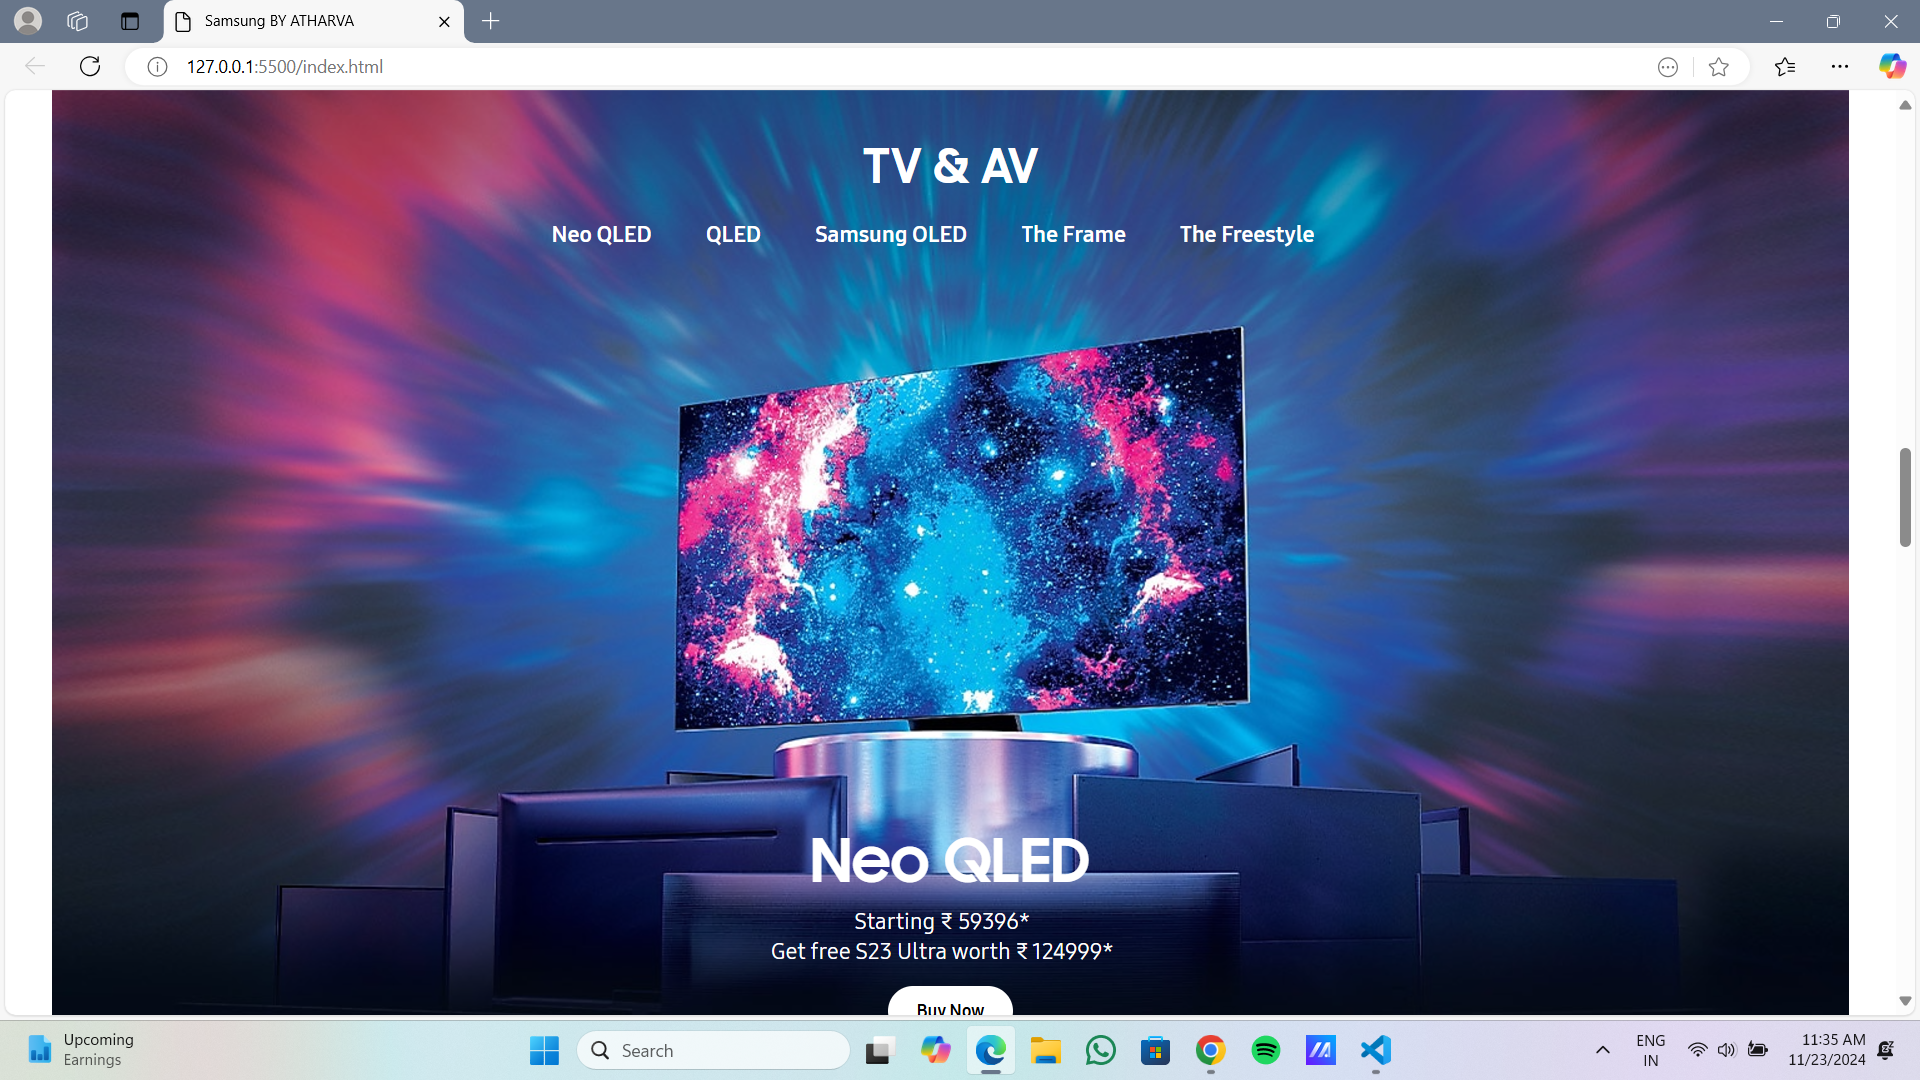 Samsung BY ATHARVA
127.0.0.1:5500/index.html
TV & AV
Neo QLED QLED Samsung OLED The Frame The Freestyle
Neo QLED
Starting ₹ 59396*
Get free S23 Ultra worth ₹ 124999*
Buy Now
Upcoming
Earnings
Search
ENG
IN
11:35 AM
11/23/2024